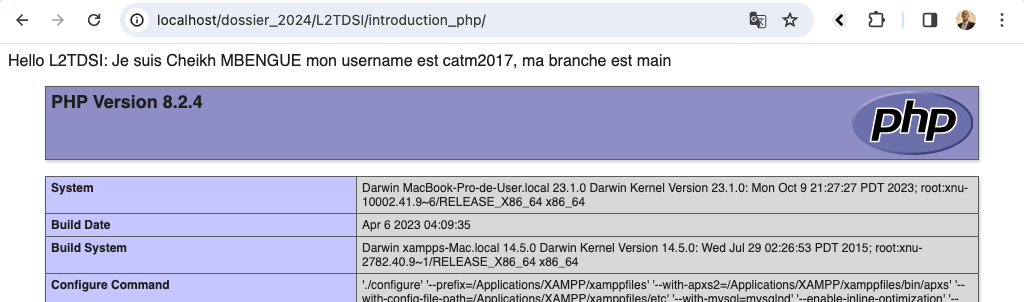 localhost/dossier_2024/L2TDSI/introduction_php/
Hello L2TDSI: Je suis Cheikh MBENGUE mon username est catm2017, ma branche est main
PHP Version 8.2.4
php
System
Darwin MacBook-Pro-de-User.local 23.1.0 Darwin Kernel Version 23.1.0: Mon Oct 9 21:27:27 PDT 2023; root:xnu-
10002.41.9~6/RELEASE_X86_64 x86_64
Build Date
Apr 6 2023 04:09:35
Build System
Darwin xampps-Mac.local 14.5.0 Darwin Kernel Version 14.5.0: Wed Jul 29 02:26:53 PDT 2015; root:xnu-
2782.40.9~1/RELEASE_X86_64 x86_64
Configure Command
'./configure' '--prefix=/Applications/XAMPP/xamppfiles' '--with-apxs2=/Applications/XAMPP/xamppfiles/bin/apxs' '--
with-config-file-path=/Applications/XAMPP/xamppfiles/etc' '--with-mysql=mysqlnd' '--enable-inline-optimization' '--